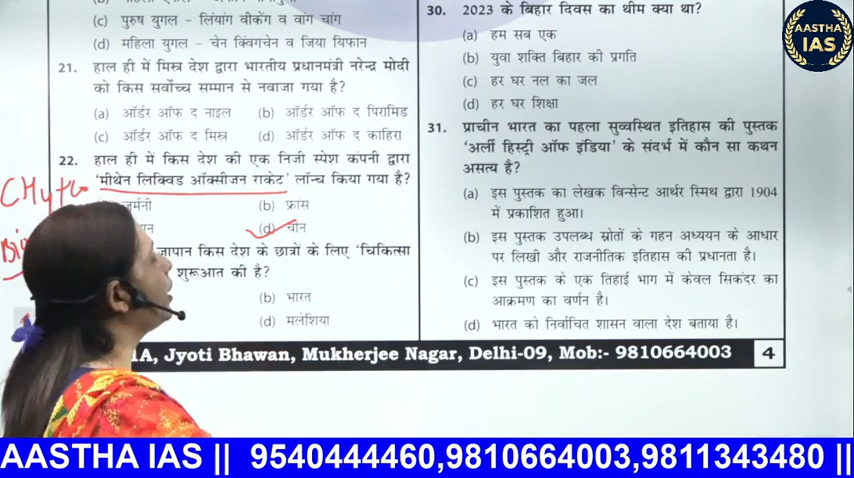 (c) पुरुष युगल – लियांग वीकेंग व वांग चांग
(d) महिला युगल – चेन क्विंगचेन व जिया यिफान
21. हाल ही में मिस्र देश द्वारा भारतीय प्रधानमंत्री नरेन्द्र मोदी
को किस सर्वोच्च सम्मान से नवाजा गया है?
(a) ऑर्डर ऑफ द नाइल (b) ऑर्डर ऑफ द पिरामिड
(c) ऑर्डर ऑफ द मिस्र (d) ऑर्डर ऑफ द काहिरा
22. हाल ही में किस देश की एक निजी स्पेश कंपनी द्वारा
'मीथेन लिक्विड ऑक्सीजन राकेट' लॉन्च किया गया है?
जर्मनी (b) फ्रांस
(d) चीन
जापान किस देश के छात्रों के लिए 'चिकित्सा
शुरूआत की है?
(b) भारत
(d) मलेशिया
30. 2023 के बिहार दिवस का थीम क्या था?
(a) हम सब एक
(b) युवा शक्ति बिहार की प्रगति
(c) हर घर नल का जल
(d) हर घर शिक्षा
31. प्राचीन भारत का पहला सुव्वस्थित इतिहास की पुस्तक
'अर्ली हिस्ट्री ऑफ इंडिया' के संदर्भ में कौन सा कथन
असत्य है?
(a) इस पुस्तक का लेखक विन्सेन्ट आर्थर स्मिथ द्वारा 1904
में प्रकाशित हुआ।
(b) इस पुस्तक उपलब्ध स्रोतों के गहन अध्ययन के आधार
पर लिखी और राजनीतिक इतिहास की प्रधानता है।
(c) इस पुस्तक के एक तिहाई भाग में केवल सिकंदर का
आक्रमण का वर्णन है।
(d) भारत को निर्वाचित शासन वाला देश बताया है।
1A, Jyoti Bhawan, Mukherjee Nagar, Delhi-09, Mob:- 9810664003 4
AASTHA
IAS
AASTHA IAS || 9540444460,9810664003,9811343480 ||